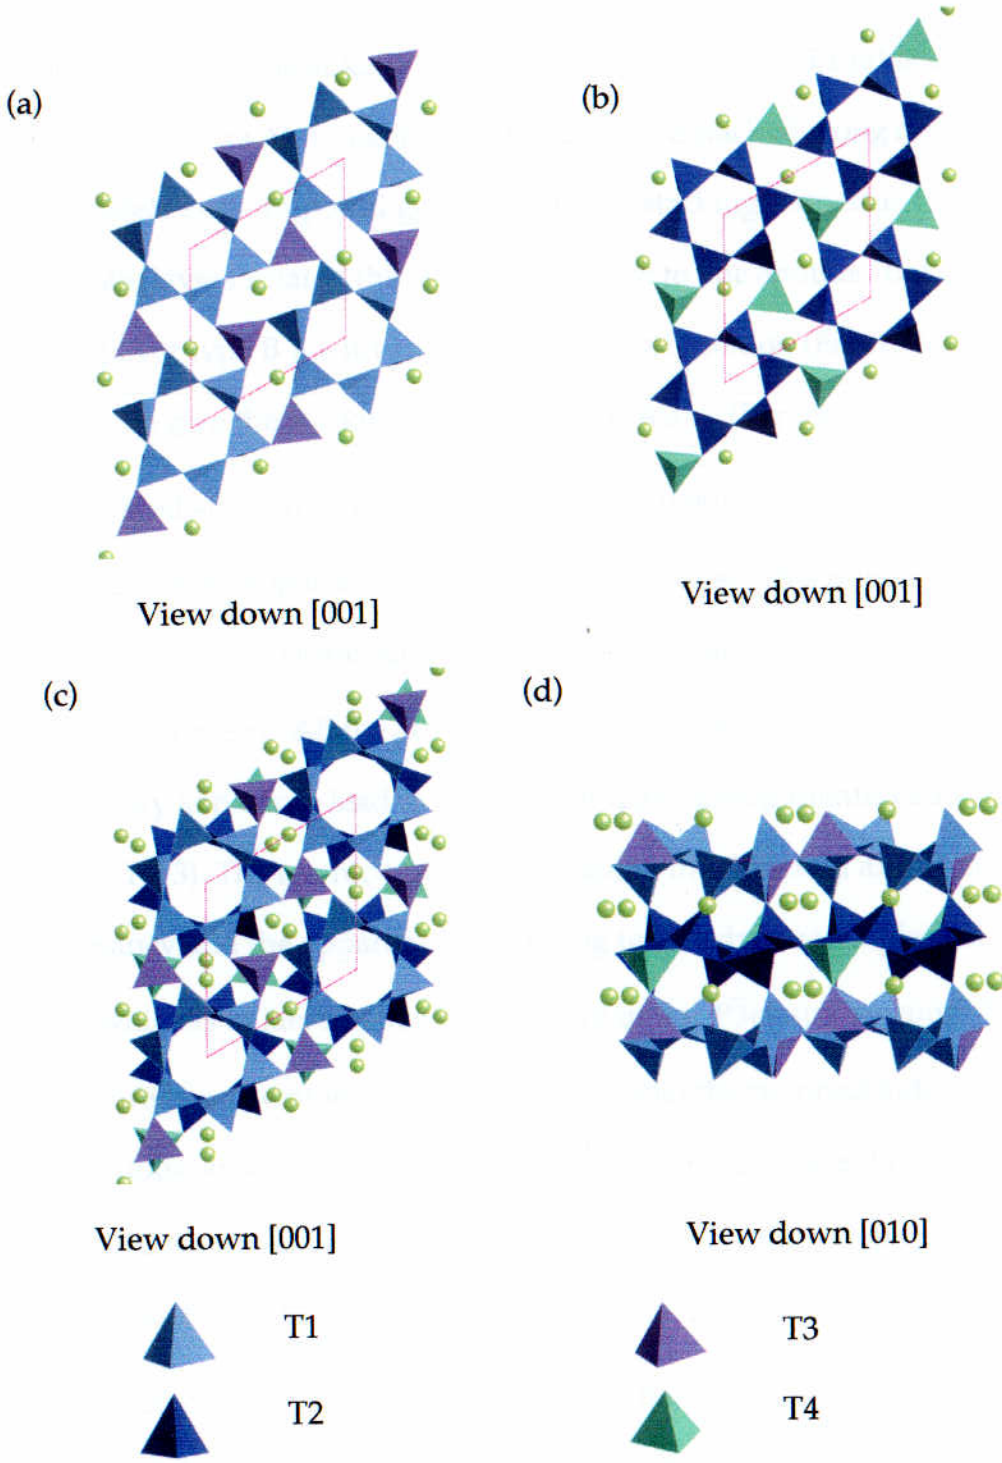 (a)
(b)
View down [001]
View down [001]
(c)
(d)
View down [001]
View down [010]
T1
T3
T2
T4